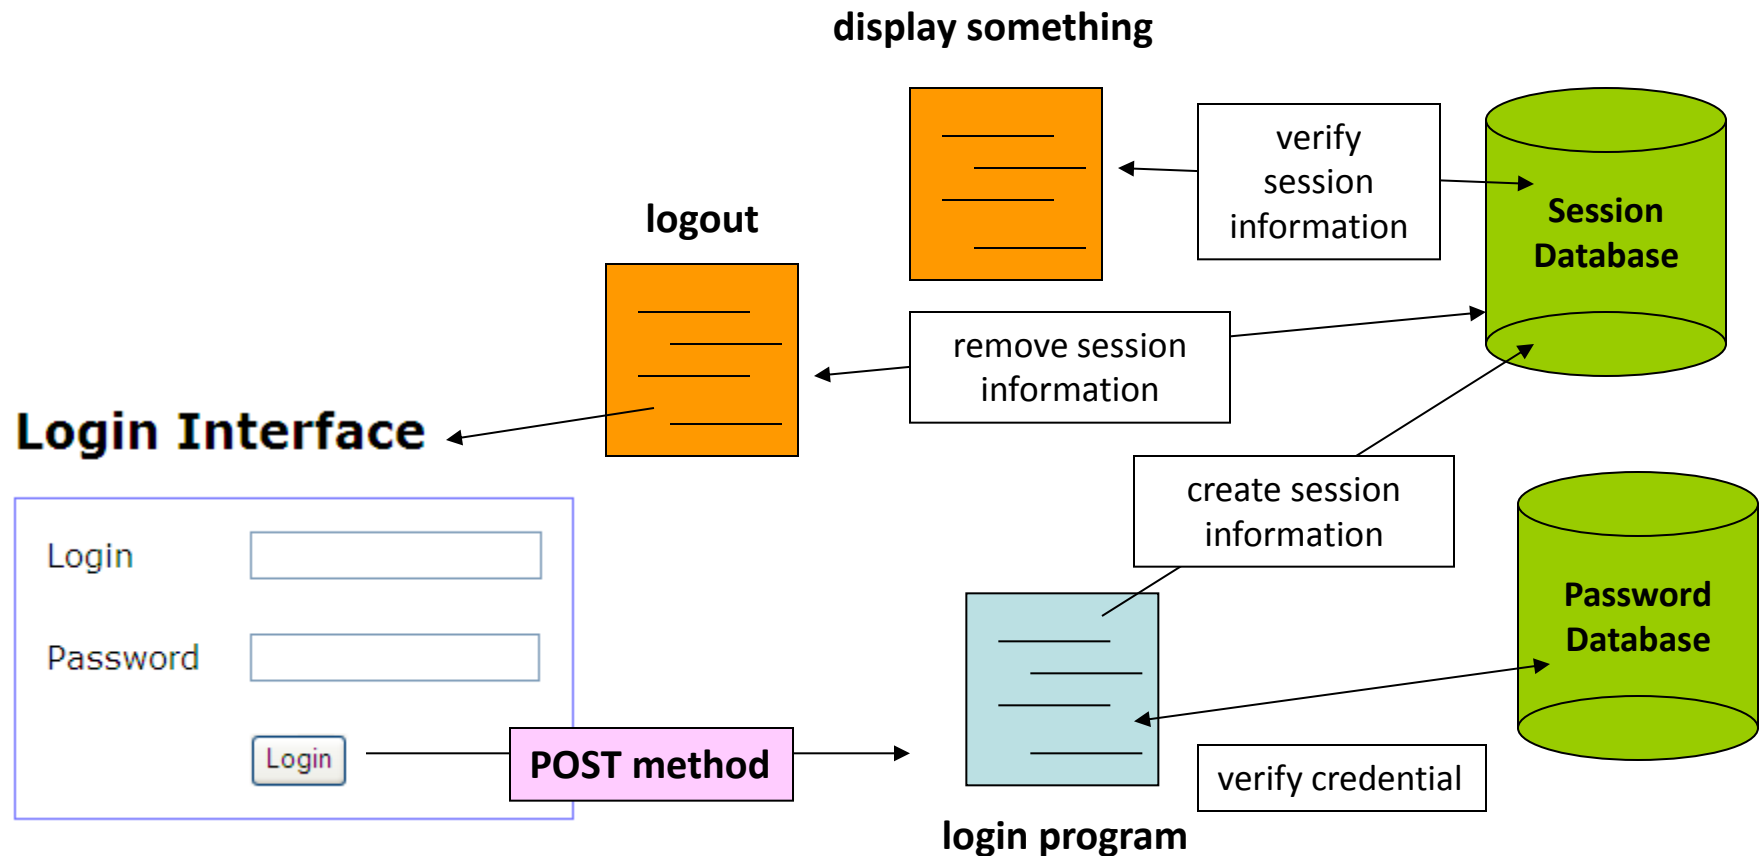 display something
verify
session
information
Session
Database
logout
remove session
information
Login Interface
create session
information
Login
Password
Login
POST method
Password
Database
verify credential
login program